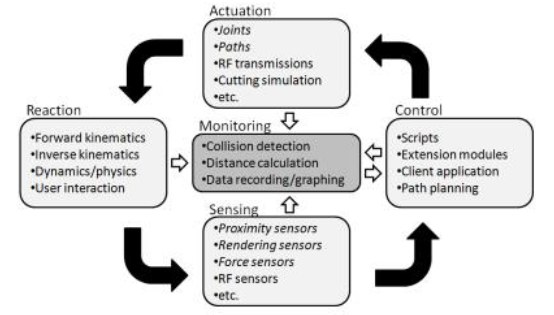 Actuation
•Joints
•Paths
•RF transmissions
•Cutting simulation
•etc.
Reaction
•Forward kinematics
•Inverse kinematics
•Dynamics/physics
•User interaction
Monitoring
•Collision detection
•Distance calculation
•Data recording/graphing
Control
•Scripts
•Extension modules
•Client application
•Path planning
Sensing
•Proximity sensors
•Rendering sensors
•Force sensors
•RF sensors
•etc.